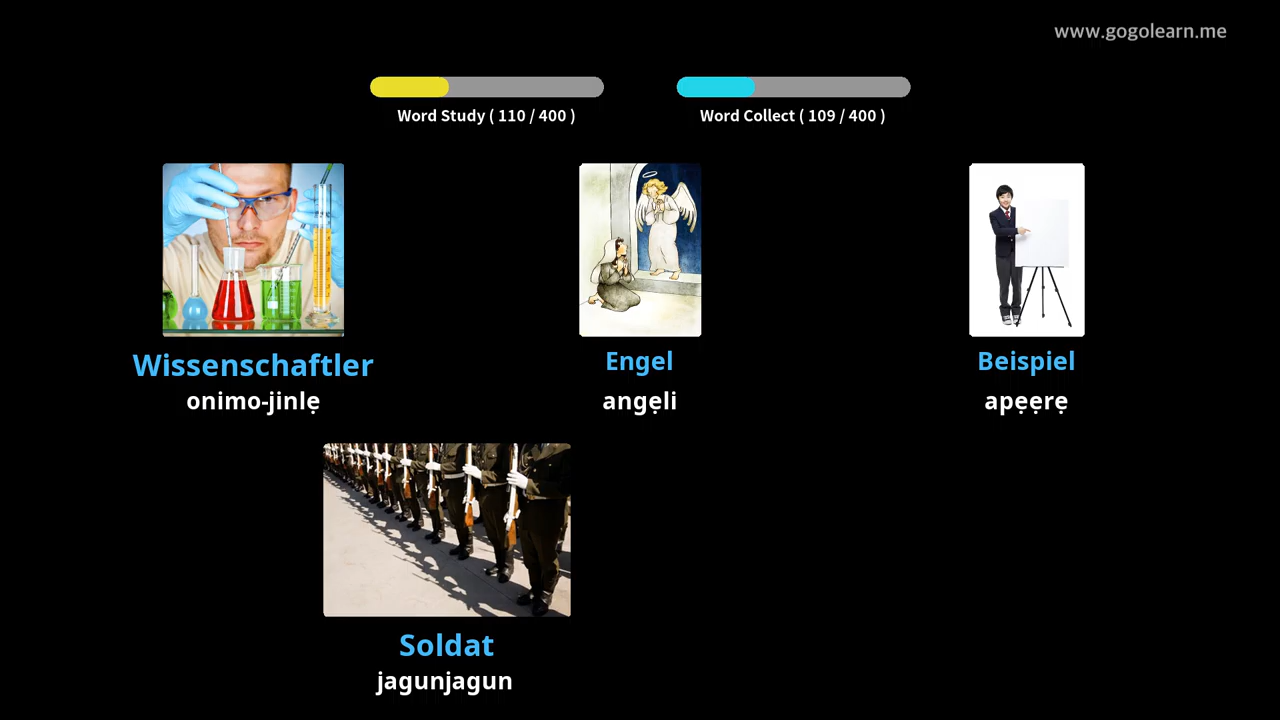 www.gogolearn.me
Word Study ( 110 / 400 )
Word Collect ( 109 / 400 )
Wissenschaftler
onimo-jinlẹ
Engel
angẹli
Beispiel
apẹẹrẹ
Soldat
jagunjagun